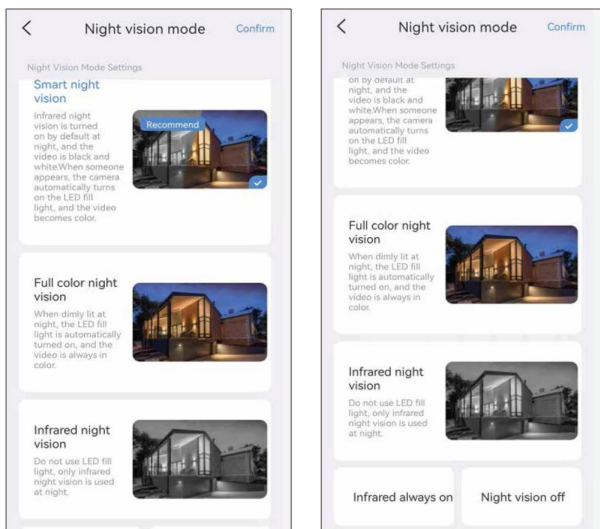 Night vision mode
Confirm
Night Vision Mode Settings
Smart night
vision
Infrared night
vision is turned
on by default at
night, and the
video is black and
white.When someone
appears, the camera
automatically turns
on the LED fill
light, and the video
becomes color.
Recommend
Full color night
vision
When dimly lit at
night, the LED fill
light is automatically
turned on, and the
video is always in
color.
Infrared night
vision
Do not use LED fill
light, only infrared
night vision is used
at night.
Night vision mode
Confirm
Night Vision Mode Settings
on by default at
night, and the
video is black and
white.When someone
appears, the camera
automatically turns
on the LED fill
light, and the video
becomes color.
Full color night
vision
When dimly lit at
night, the LED fill
light is automatically
turned on, and the
video is always in
color.
Infrared night
vision
Do not use LED fill
light, only infrared
night vision is used
at night.
Infrared always on
Night vision off